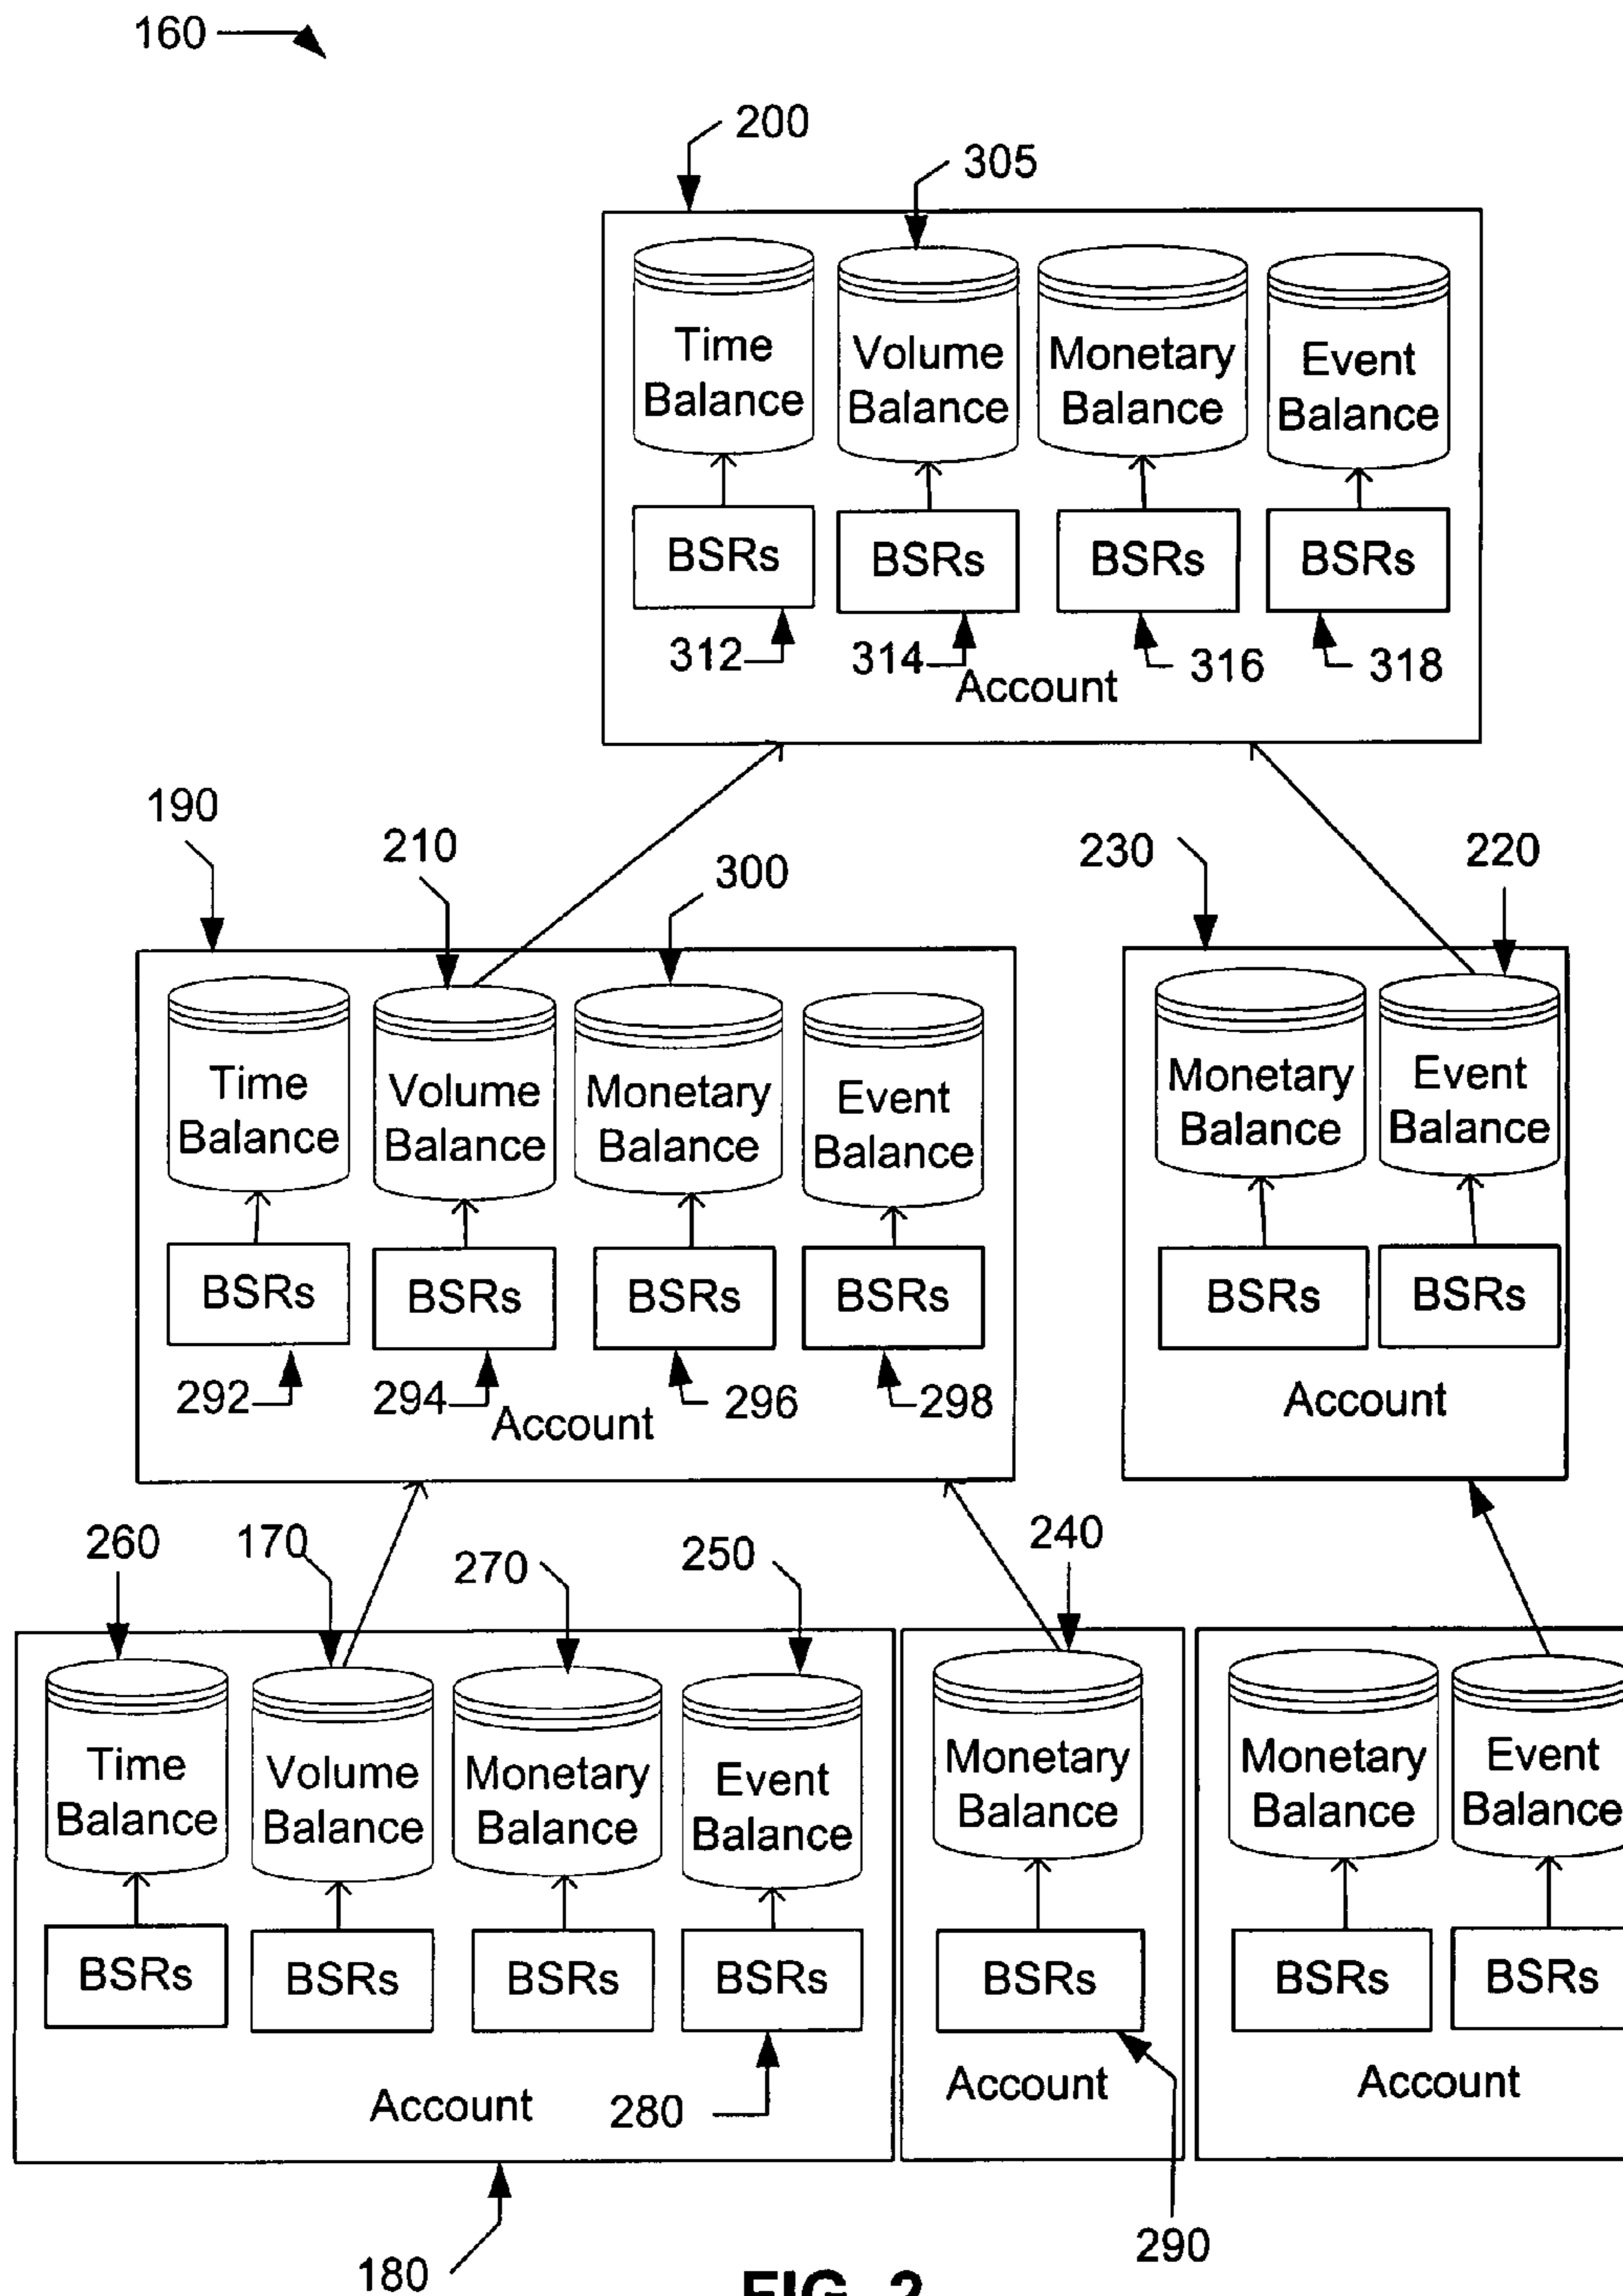 160
200
305
Time Balance
Volume Balance
Monetary Balance
Event Balance
BSRs
BSRs
BSRs
BSRs
312
314
316
318
Account
190
210
300
230
220
Time Balance
Volume Balance
Monetary Balance
Event Balance
Monetary Balance
Event Balance
BSRs
BSRs
BSRs
BSRs
BSRs
BSRs
292
294
296
298
Account
Account
260
170
270
250
240
Time Balance
Volume Balance
Monetary Balance
Event Balance
Monetary Balance
Monetary Balance
Event Balance
BSRs
BSRs
BSRs
BSRs
BSRs
BSRs
BSRs
Account
280
Account
Account
180
290
FIG. 2